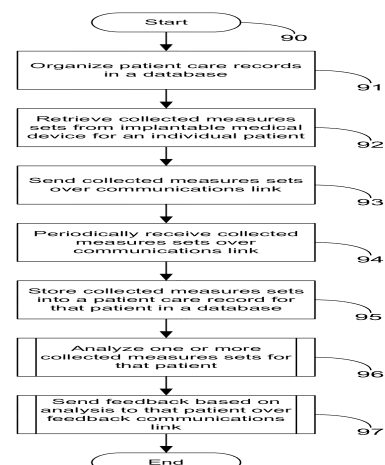 Start
90
Organize patient care records
in a database
91
Retrieve collected measures
sets from implantable medical
device for an individual patient
92
Send collected measures sets
over communications link
93
Periodically receive collected
measures sets over
communications link
94
Store collected measures sets
into a patient care record for
that patient in a database
95
Analyze one or more
collected measures sets for
that patient
96
Send feedback based on
analysis to that patient over
feedback communications
link
97
End